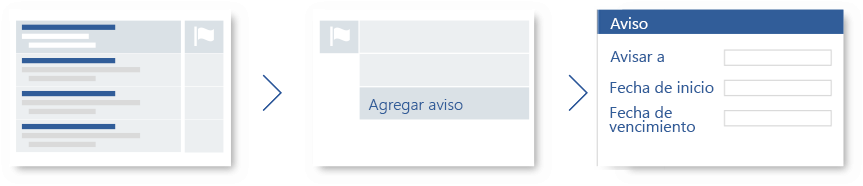 Agregar aviso
Aviso
Avisar a
Fecha de inicio
Fecha de
vencimiento